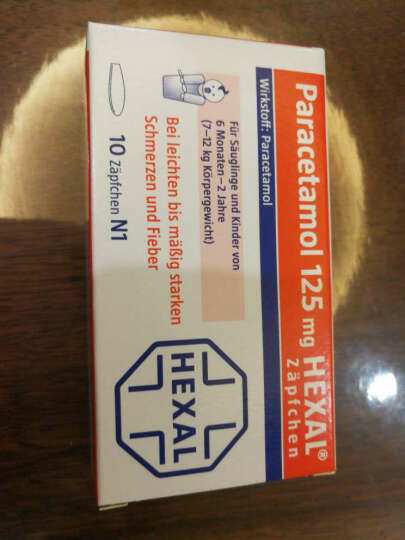 Paracetamol 125 mg HEXAL®
Zäpfchen
Wirkstoff: Paracetamol
Für Säuglinge und Kinder von
6 Monaten – 2 Jahre
(7–12 kg Körpergewicht)
Bei leichten bis mäßig starken
Schmerzen und Fieber
10 Zäpfchen N1
HEXAL